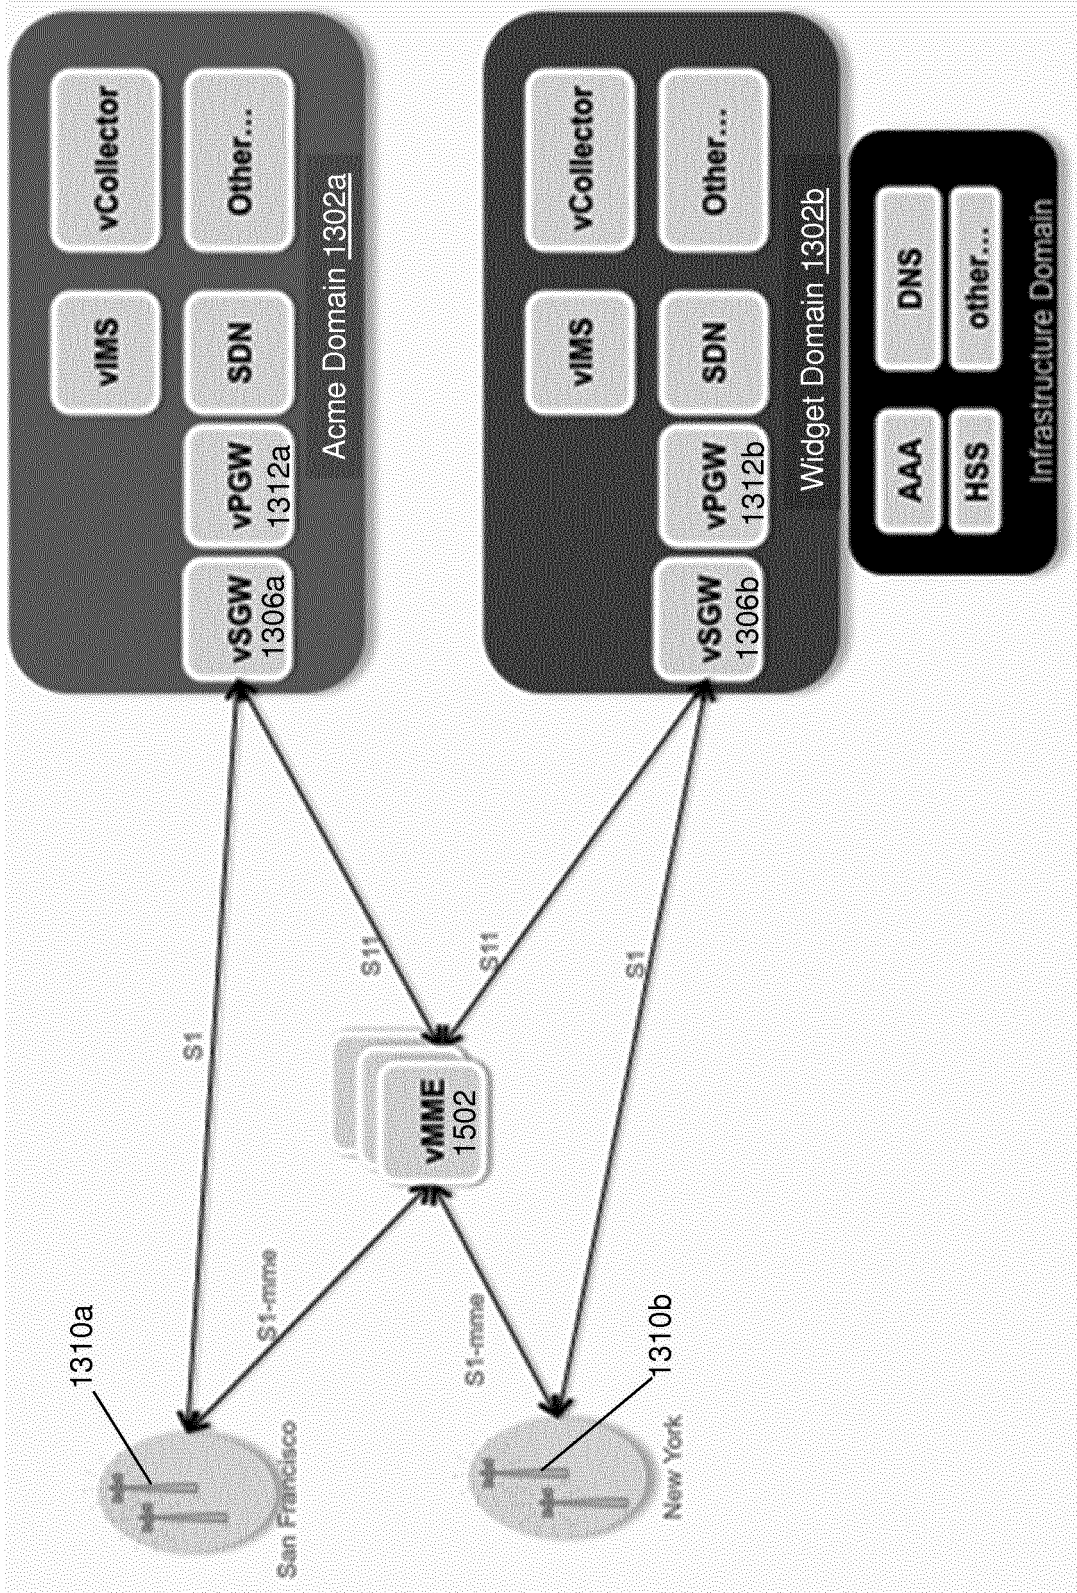 1310a
San Francisco
S1
S1-mme
vMME
1502
S11
S11
S1-mme
S1
1310b
New York
vIMS
vCollector
vSGW
1306a
vPGW
1312a
SDN
Other...
Acme Domain 1302a
vIMS
vCollector
vSGW
1306b
vPGW
1312b
SDN
Other...
Widget Domain 1302b
AAA
DNS
HSS
other...
Infrastructure Domain